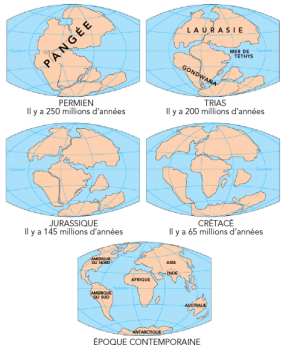 PANGÉE
PERMIEN
Il y a 250 millions d'années
LAURASIE
MER DE
TÉTHYS
GONDWANA
TRIAS
Il y a 200 millions d'années
JURASSIQUE
Il y a 145 millions d'années
CRÉTACÉ
Il y a 65 millions d'années
AMÉRIQUE
DU NORD
ASIE
INDE
AFRIQUE
AMÉRIQUE
DU SUD
AUSTRALIE
ANTARCTIQUE
ÉPOQUE CONTEMPORAINE